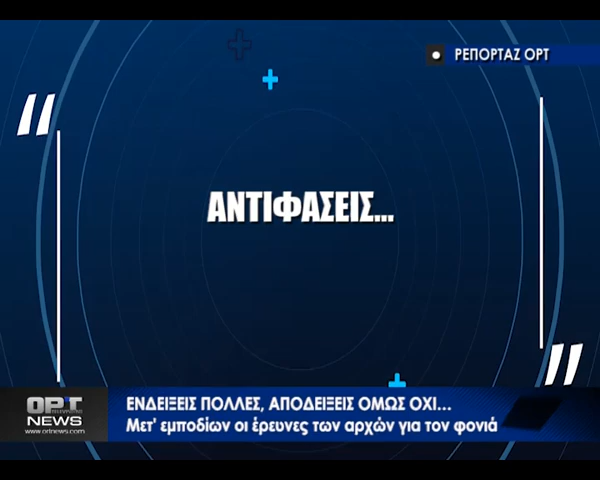 ΡΕΠΟΡΤΑΖ ΟΡΤ
"
ΑΝΤΙΦΑΣΕΙΣ...
"
ΕΝΔΕΙΞΕΙΣ ΠΟΛΛΕΣ, ΑΠΟΔΕΙΞΕΙΣ ΟΜΩΣ ΟΧΙ...
Μετ' εμποδίων οι έρευνες των αρχών για τον φονιά
ΟΡΤ
NEWS
www.ortnews.com